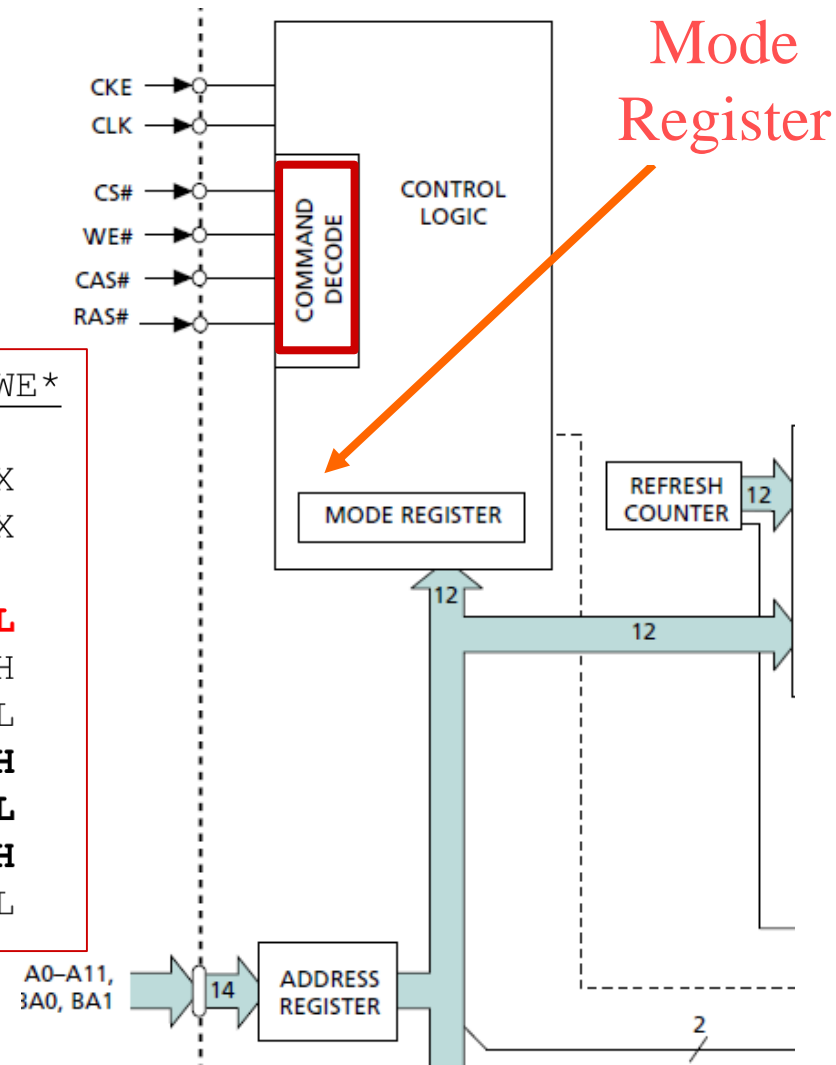 Mode
Register
CKE
CLK
CS#
WE#
CAS#
RAS#
COMMAND
DECODE
CONTROL
LOGIC
WE*
X
X
L
H
L
H
L
H
L
MODE REGISTER
REFRESH
COUNTER
12
12
12
A0–A11,
BA0, BA1
14
ADDRESS
REGISTER
2